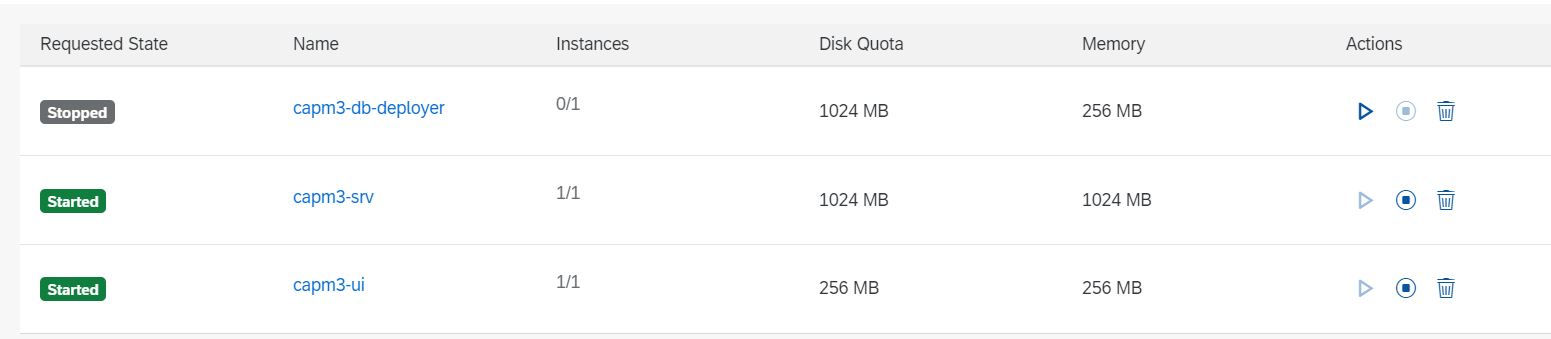 Requested State Name Instances Disk Quota Memory Actions
Stopped capm3-db-deployer 0/1 1024 MB 256 MB
Started capm3-srv 1/1 1024 MB 1024 MB
Started capm3-ui 1/1 256 MB 256 MB